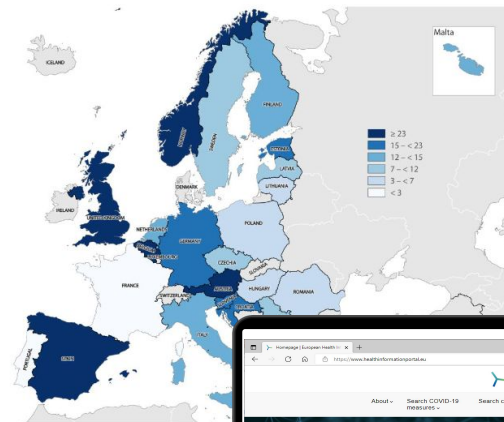 Malta
ICELAND
NORWAY
SWEDEN
FINLAND
≥ 23
15 – < 23
12 – < 15
7 – < 12
3 – < 7
< 3
ESTONIA
LATVIA
LITHUANIA
DENMARK
IRELAND
UNITED KINGDOM
NETHERLANDS
GERMANY
POLAND
CZECHIA
SLOVAKIA
FRANCE
SWITZERLAND
AUSTRIA
HUNGARY
ROMANIA
CROATIA
ITALY
PORTUGAL
SPAIN
Homepage | European Health In
https://www.healthinformationportal.eu
About
Search COVID-19
measures
Search c